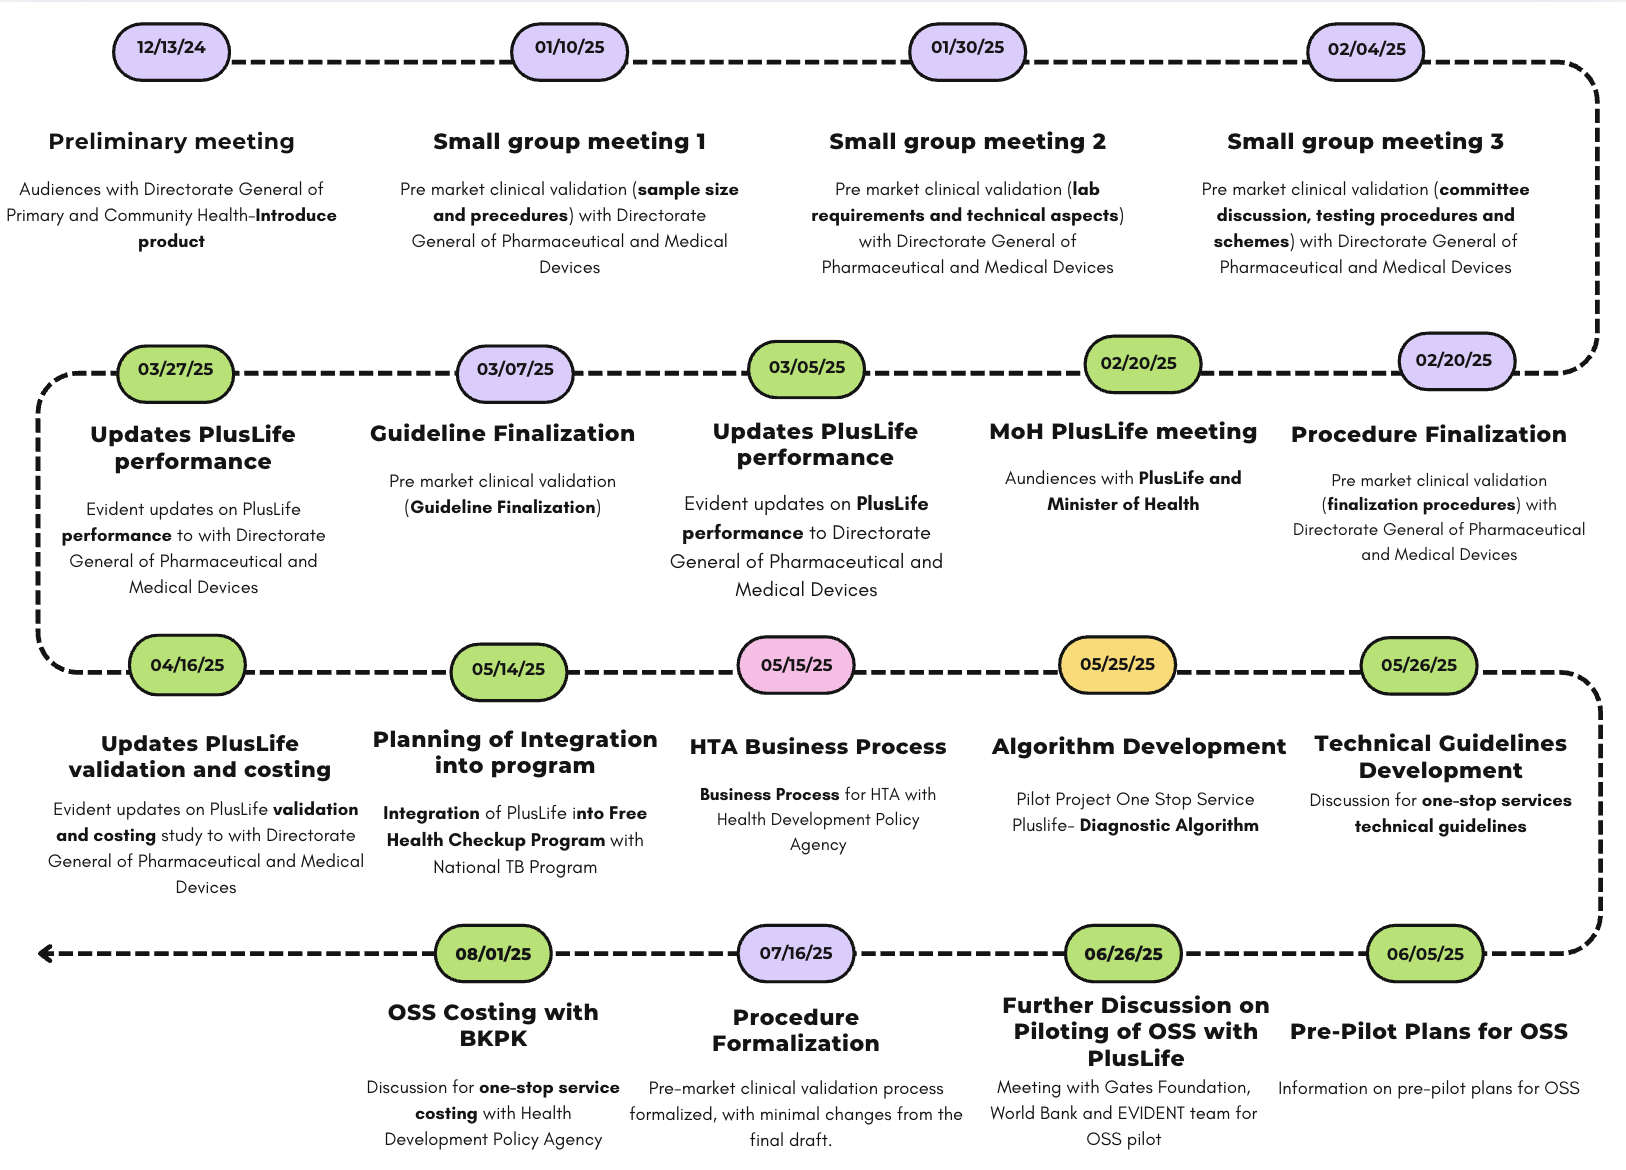 12/13/24
Preliminary meeting
Audiences with Directorate General of
Primary and Community Health-Introduce
product
01/10/25
Small group meeting 1
Pre market clinical validation (sample size
and precedures) with Directorate
General of Pharmaceutical and Medical
Devices
01/30/25
Small group meeting 2
Pre market clinical validation (lab
requirements and technical aspects)
with Directorate General of
Pharmaceutical and Medical Devices
02/04/25
Small group meeting 3
Pre market clinical validation (committee
discussion, testing procedures and
schemes) with Directorate General of
Pharmaceutical and Medical Devices
02/20/25
Procedure Finalization
Pre market clinical validation
(finalization procedures) with
Directorate General of Pharmaceutical
and Medical Devices
02/20/25
MoH PlusLife meeting
Aundiences with PlusLife and
Minister of Health
03/05/25
Updates PlusLife
performance
Evident updates on PlusLife
performance to Directorate
General of Pharmaceutical and
Medical Devices
03/07/25
Guideline Finalization
Pre market clinical validation
(Guideline Finalization)
03/27/25
Updates PlusLife
performance
Evident updates on PlusLife
performance to with Directorate
General of Pharmaceutical and
Medical Devices
04/16/25
Updates PlusLife
validation and costing
Evident updates on PlusLife validation
and costing study to with Directorate
General of Pharmaceutical and Medical
Devices
05/14/25
Planning of Integration
into program
Integration of PlusLife into Free
Health Checkup Program with
National TB Program
05/15/25
HTA Business Process
Business Process for HTA with
Health Development Policy
Agency
05/25/25
Algorithm Development
Pilot Project One Stop Service
Pluslife- Diagnostic Algorithm
05/26/25
Technical Guidelines
Development
Discussion for one-stop services
technical guidelines
06/05/25
Pre-Pilot Plans for OSS
Information on pre-pilot plans for OSS
06/26/25
Further Discussion on
Piloting of OSS with
PlusLife
Meeting with Gates Foundation,
World Bank and EVIDENT team for
OSS pilot
07/16/25
Procedure
Formalization
Pre-market clinical validation process
formalized, with minimal changes from the
final draft.
08/01/25
OSS Costing with
BKPK
Discussion for one-stop service
costing with Health
Development Policy Agency